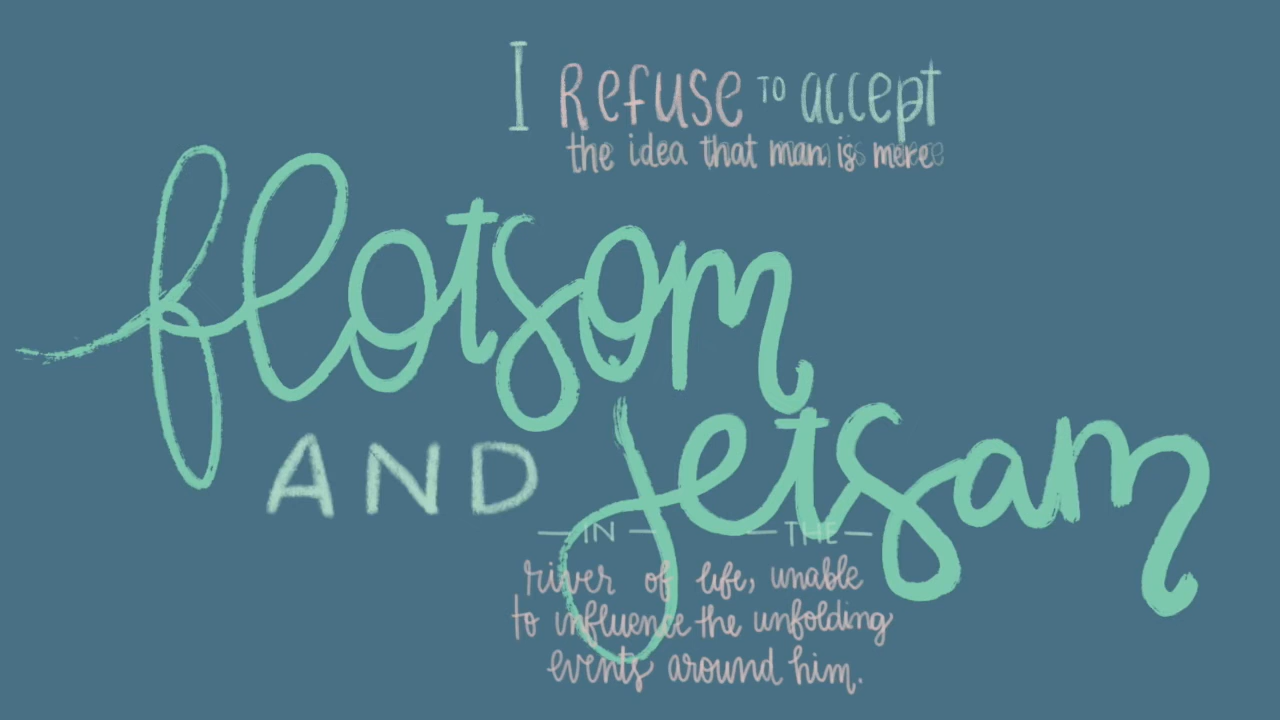 I Refuse TO accept
the idea that man is mere
flotsom
AND jetsam
IN THE
river of life, unable
to influence the unfolding
events around him.